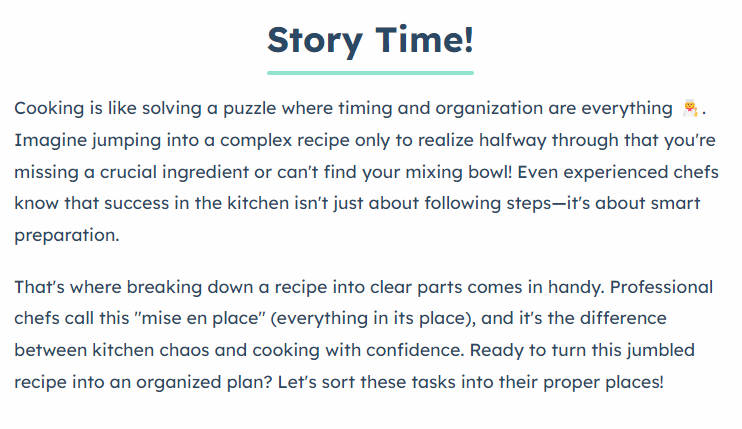 Story Time!
Cooking is like solving a puzzle where timing and organization are everything 👩‍🍳.
Imagine jumping into a complex recipe only to realize halfway through that you're
missing a crucial ingredient or can't find your mixing bowl! Even experienced chefs
know that success in the kitchen isn't just about following steps—it's about smart
preparation.
That's where breaking down a recipe into clear parts comes in handy. Professional
chefs call this "mise en place" (everything in its place), and it's the difference
between kitchen chaos and cooking with confidence. Ready to turn this jumbled
recipe into an organized plan? Let's sort these tasks into their proper places!